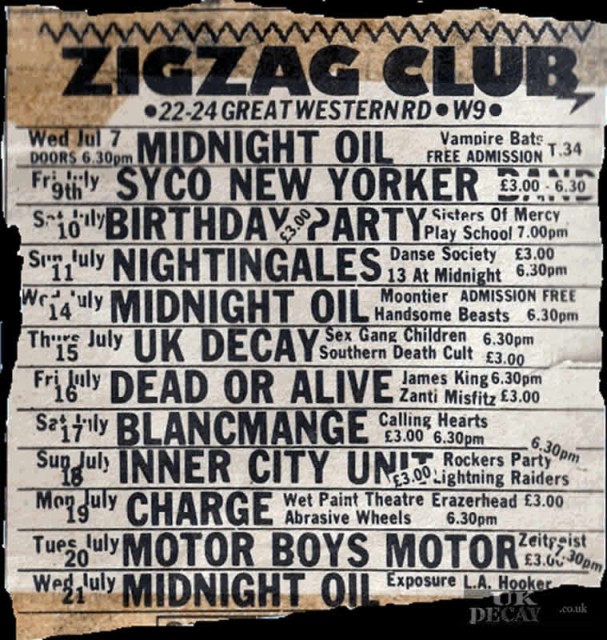 ZIGZAG CLUB
•22-24 GREAT WESTERN RD • W9•
Wed Jul 7 MIDNIGHT OIL Vampire Bats T.34
DOORS 6.30pm FREE ADMISSION
Fri July 9th SYCO NEW YORKER BAND £3.00 - 6.30
Sat July 10 BIRTHDAY PARTY £3.00 Sisters Of Mercy
Play School 7.00pm
Sun July 11 NIGHTINGALES Danse Society £3.00
13 At Midnight 6.30pm
Wed July 14 MIDNIGHT OIL Moontier ADMISSION FREE
Handsome Beasts 6.30pm
Thurs July 15 UK DECAY Sex Gang Children 6.30pm
Southern Death Cult £3.00
Fri July 16 DEAD OR ALIVE James King 6.30pm
Zanti Misfitz £3.00
Sat July 17 BLANCMANGE Calling Hearts
£3.00 6.30pm
Sun July 18 INNER CITY UNIT £3.00 Rockers Party 6.30pm
Lightning Raiders
Mon July 19 CHARGE Wet Paint Theatre Erazerhead £3.00
Abrasive Wheels 6.30pm
Tues July 20 MOTOR BOYS MOTOR Zeitgeist
£3.00 7.30pm
Wed July 21 MIDNIGHT OIL Exposure L.A. Hooker
UK DECAY .co.uk